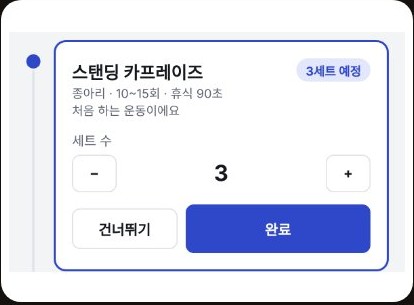 스탠딩 카프레이즈
3세트 예정
종아리 · 10~15회 · 휴식 90초
처음 하는 운동이에요
세트 수
- 3 +
건너뛰기 완료